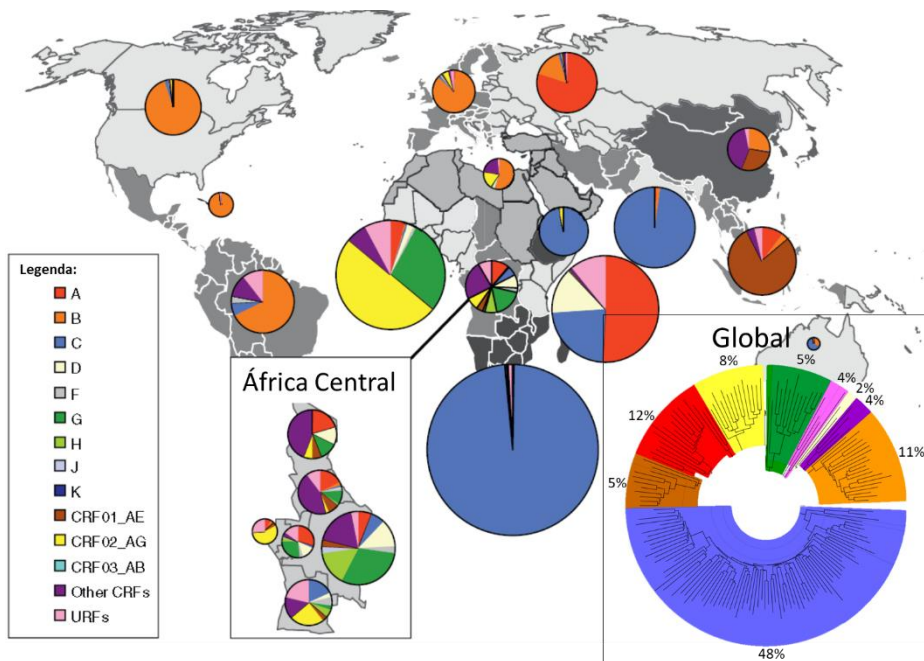 Legenda:
A
B
C
D
F
G
H
J
K
CRF01_AE
CRF02_AG
CRF03_AB
Other CRFs
URFs
África Central
Global
8%
5%
4%
2%
4%
12%
11%
5%
48%